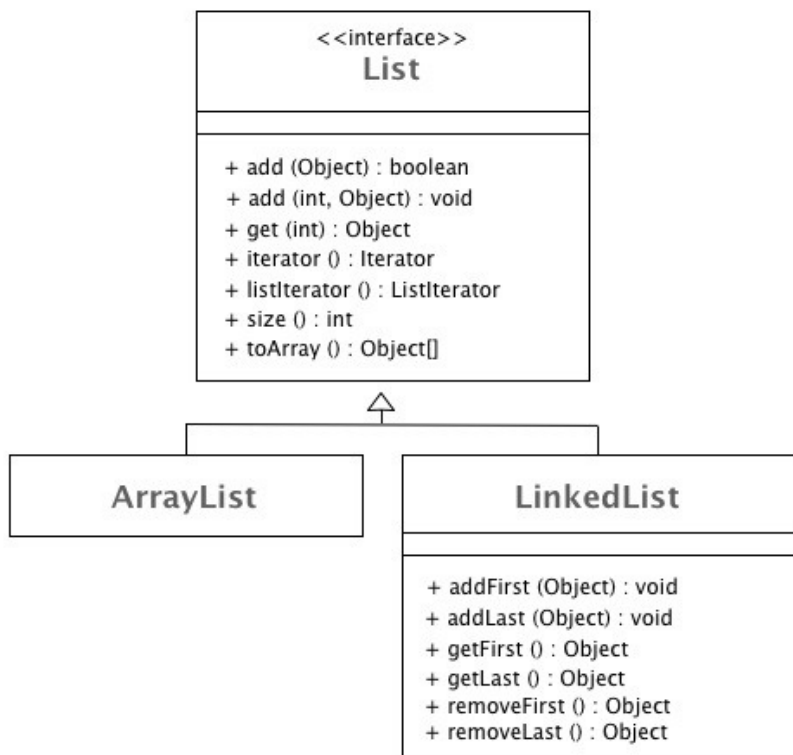 <<interface>>
List
+ add (Object) : boolean
+ add (int, Object) : void
+ get (int) : Object
+ iterator () : Iterator
+ listIterator () : ListIterator
+ size () : int
+ toArray () : Object[]
ArrayList
LinkedList
+ addFirst (Object) : void
+ addLast (Object) : void
+ getFirst () : Object
+ getLast () : Object
+ removeFirst () : Object
+ removeLast () : Object